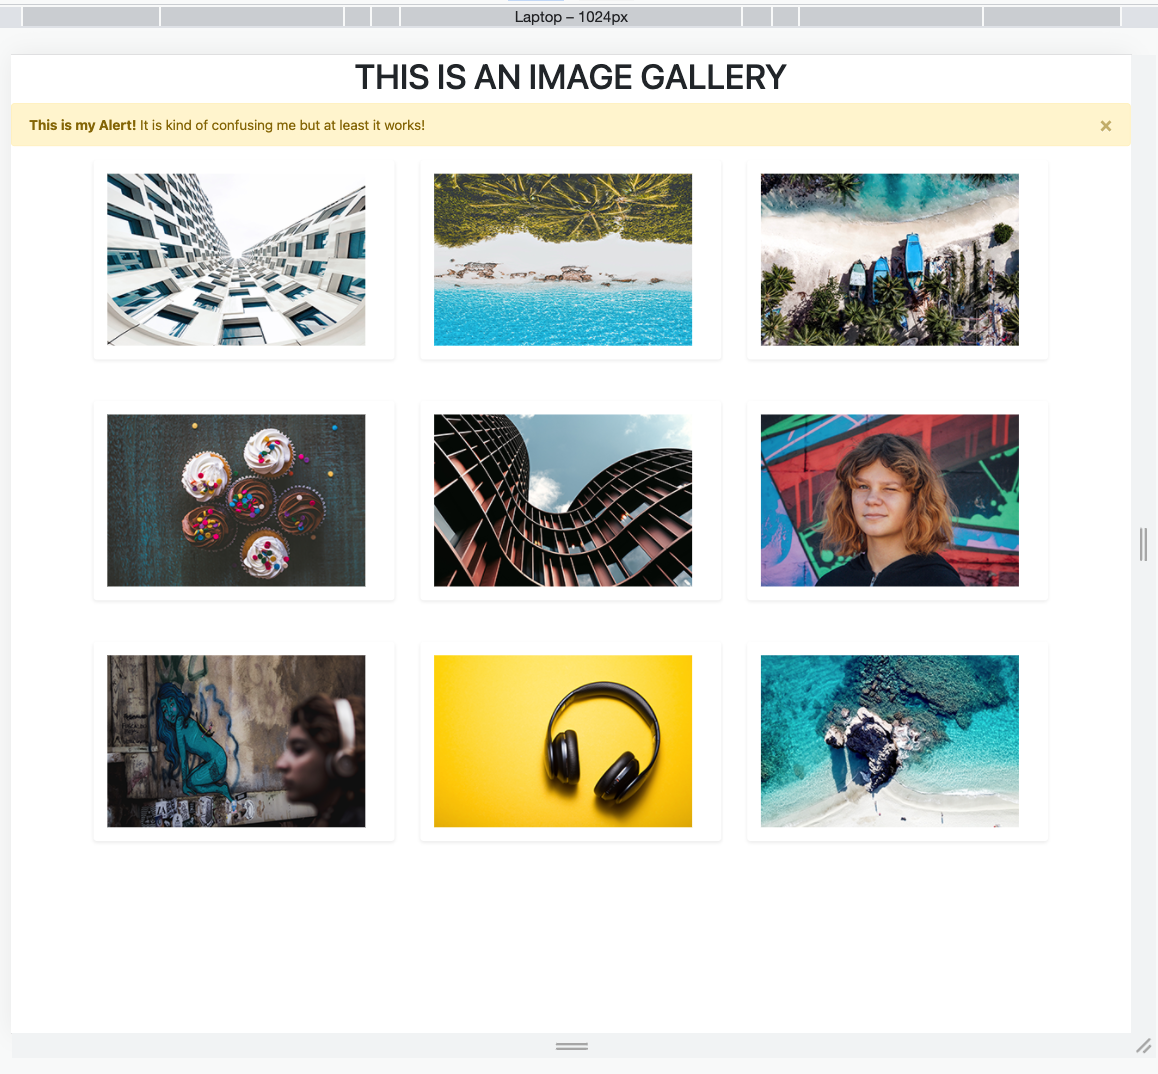 Laptop – 1024px
THIS IS AN IMAGE GALLERY
This is my Alert! It is kind of confusing me but at least it works!
×